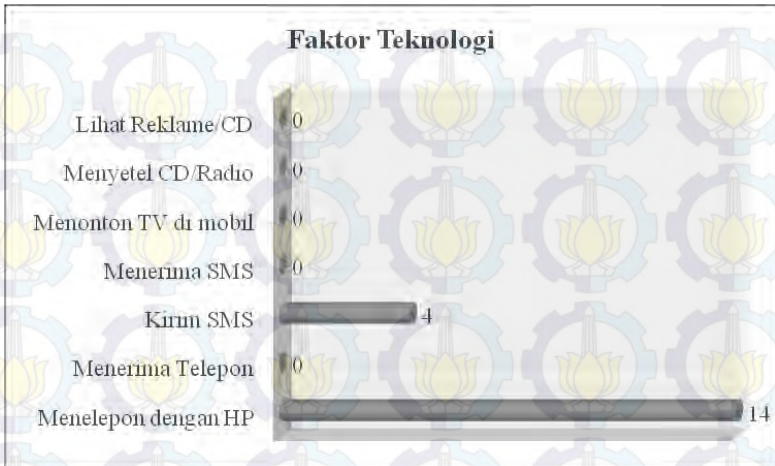 Faktor Teknologi
Lihat Reklame/CD 0
Menyetel CD/Radio 0
Menonton TV di mobil 0
Menerima SMS 0
Kirim SMS 4
Menerima Telepon 0
Menelepon dengan HP 14